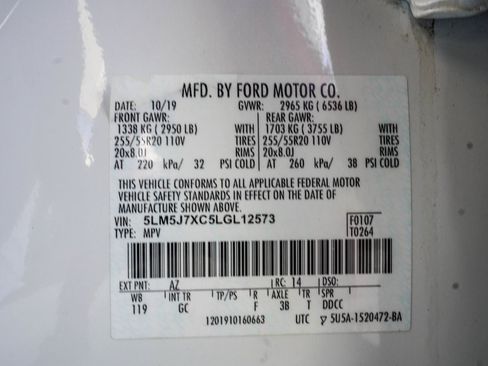 MFD. BY FORD MOTOR CO.
DATE: 10/19 GVWR: 2965 KG ( 6536 LB)
FRONT GAWR: REAR GAWR:
1338 KG ( 2950 LB) WITH 1703 KG ( 3755 LB) WITH
255/55R20 110V TIRES 255/55R20 110V TIRES
20x8.0J RIMS 20x8.0J RIMS
AT 220 kPa/ 32 PSI COLD AT 260 kPa/ 38 PSI COLD
THIS VEHICLE CONFORMS TO ALL APPLICABLE FEDERAL MOTOR
VEHICLE SAFETY STANDARDS IN EFFECT ON THE DATE OF
MANUFACTURE SHOWN ABOVE.
VIN: 5LM5J7XC5LGL12573 F0107
TYPE: MPV T0264
EXT PNT: AZ RC: 14 DSO:
WB INT TR TP/PS R AXLE TR SPR
119 GC F 3B T DDCC
1201910160663 UTC 5U5A-1520472-BA